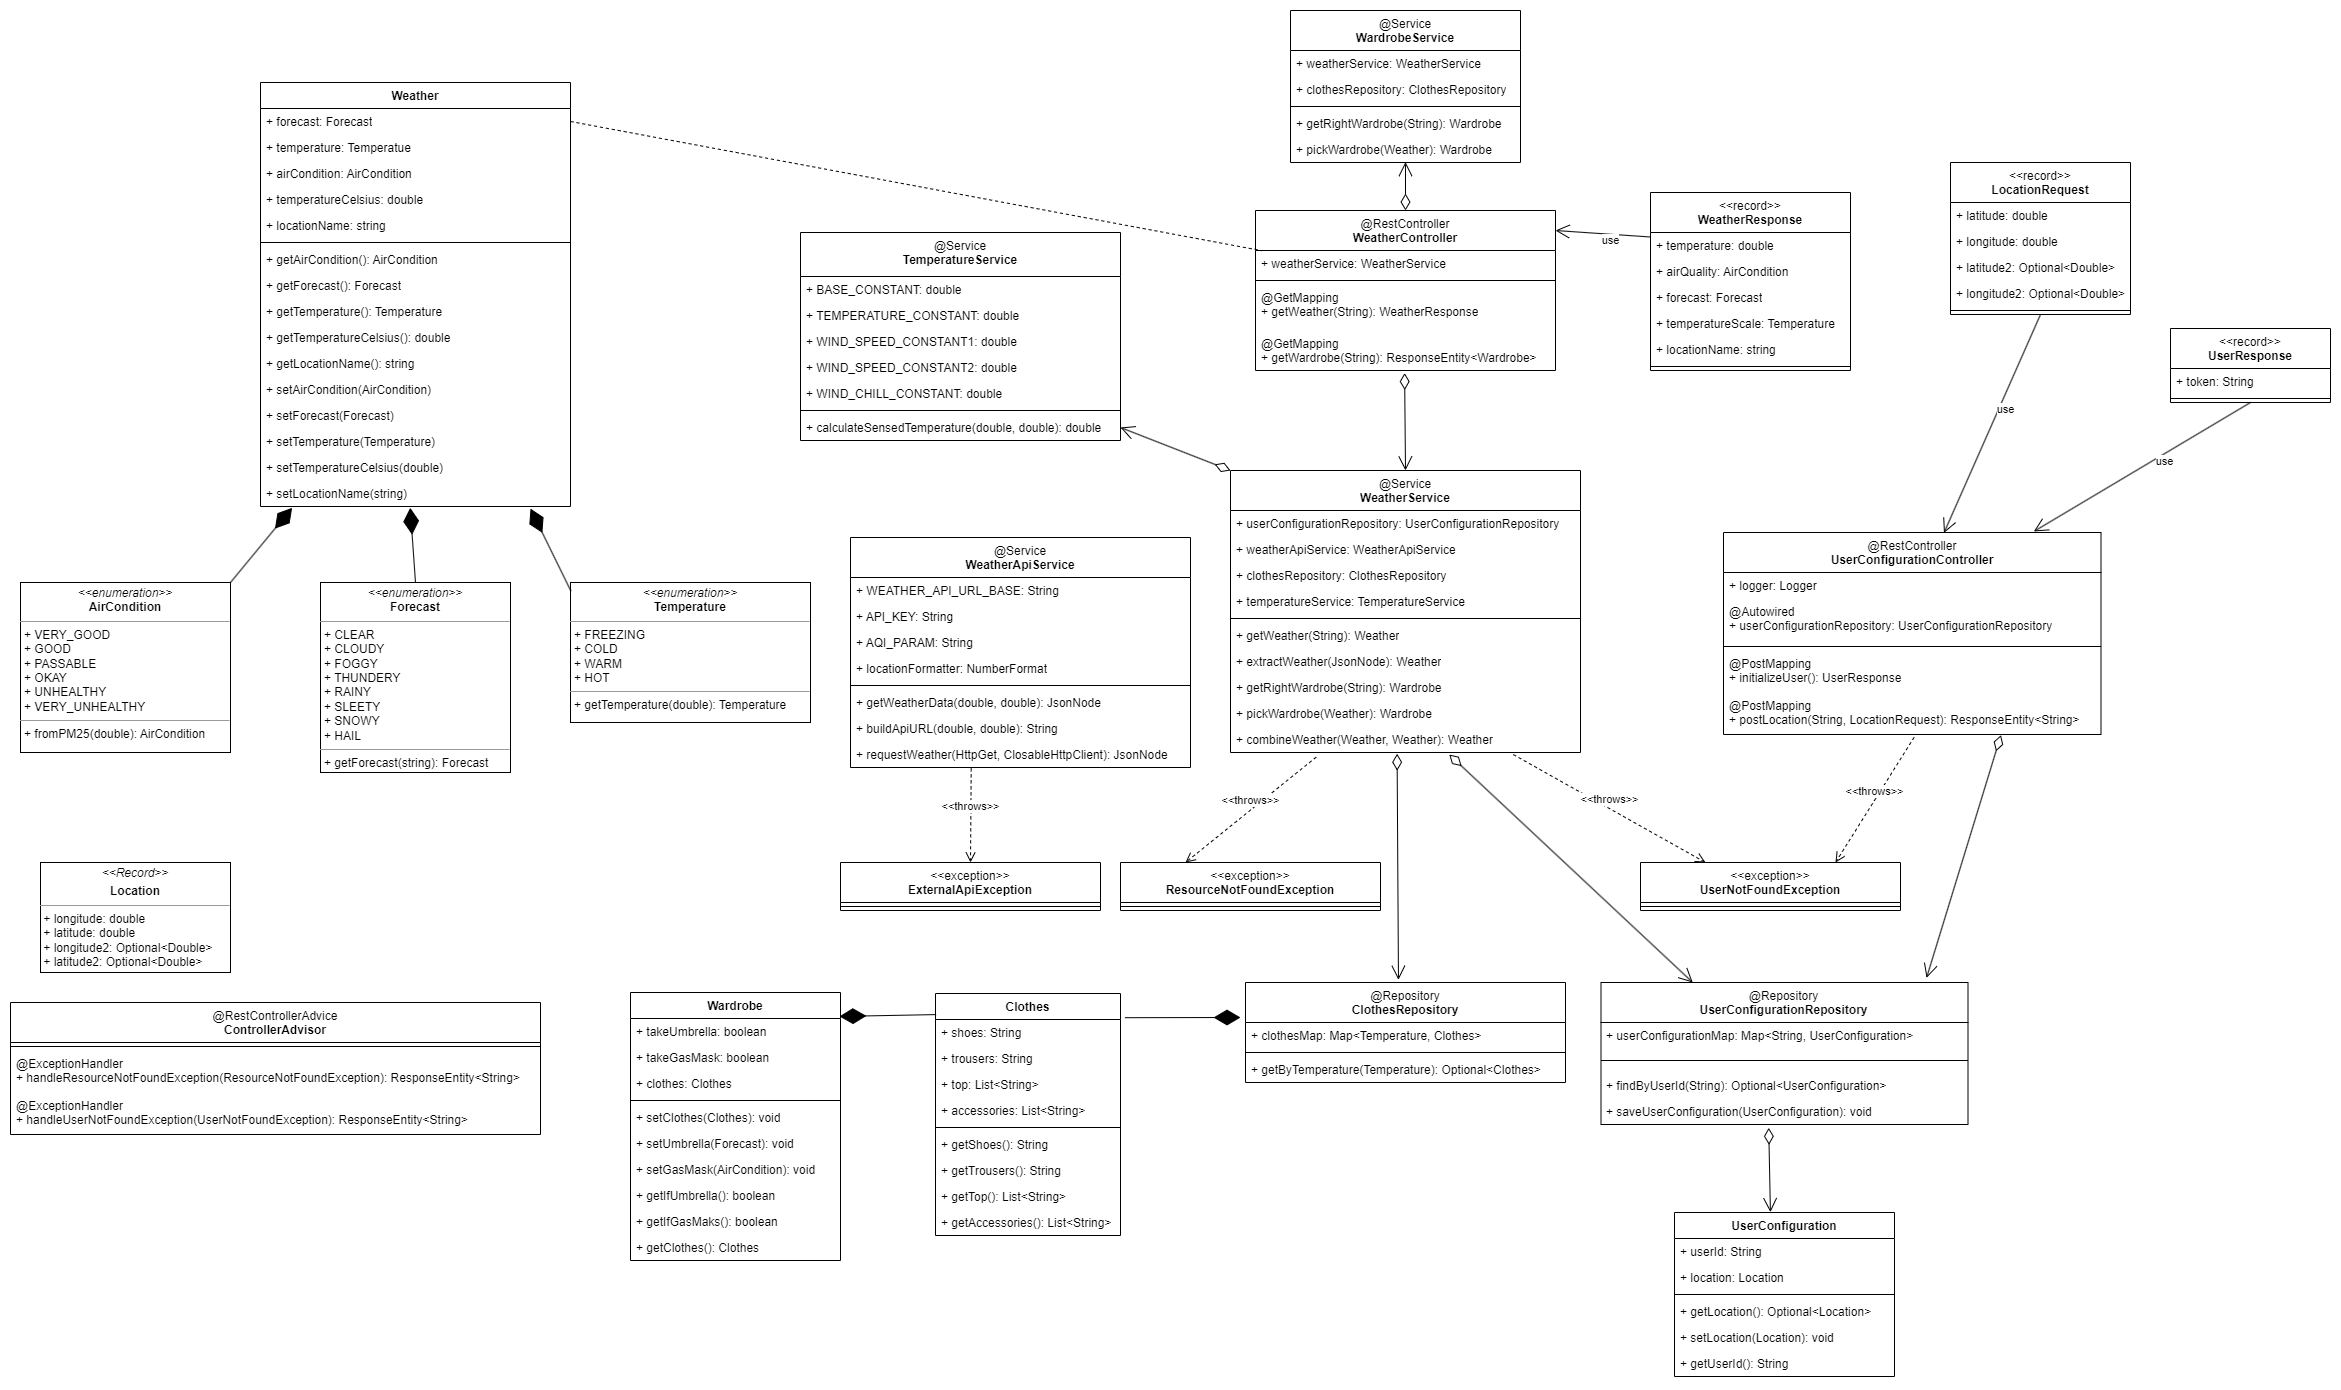 @Service
WardrobeService
+ weatherService: WeatherService
+ clothesRepository: ClothesRepository
+ getRightWardrobe(String): Wardrobe
+ pickWardrobe(Weather): Wardrobe
Weather
+ forecast: Forecast
+ temperature: Temperatue
+ airCondition: AirCondition
+ temperatureCelsius: double
+ locationName: string
+ getAirCondition(): AirCondition
+ getForecast(): Forecast
+ getTemperature(): Temperature
+ getTemperatureCelsius(): double
+ getLocationName(): string
+ setAirCondition(AirCondition)
+ setForecast(Forecast)
+ setTemperature(Temperature)
+ setTemperatureCelsius(double)
+ setLocationName(string)
@Service
TemperatureService
+ BASE_CONSTANT: double
+ TEMPERATURE_CONSTANT: double
+ WIND_SPEED_CONSTANT1: double
+ WIND_SPEED_CONSTANT2: double
+ WIND_CHILL_CONSTANT: double
+ calculateSensedTemperature(double, double): double
@RestController
WeatherController
+ weatherService: WeatherService
@GetMapping
+ getWeather(String): WeatherResponse
@GetMapping
+ getWardrobe(String): ResponseEntity<Wardrobe>
use
<<record>>
WeatherResponse
+ temperature: double
+ airQuality: AirCondition
+ forecast: Forecast
+ temperatureScale: Temperature
+ locationName: string
<<record>>
LocationRequest
+ latitude: double
+ longitude: double
+ latitude2: Optional<Double>
+ longitude2: Optional<Double>
use
<<record>>
UserResponse
+ token: String
use
<<enumeration>>
AirCondition
+ VERY_GOOD
+ GOOD
+ PASSABLE
+ OKAY
+ UNHEALTHY
+ VERY_UNHEALTHY
+ fromPM25(double): AirCondition
<<enumeration>>
Forecast
+ CLEAR
+ CLOUDY
+ FOGGY
+ THUNDERY
+ RAINY
+ SLEETY
+ SNOWY
+ HAIL
+ getForecast(string): Forecast
<<enumeration>>
Temperature
+ FREEZING
+ COLD
+ WARM
+ HOT
+ getTemperature(double): Temperature
@Service
WeatherApiService
+ WEATHER_API_URL_BASE: String
+ API_KEY: String
+ AQI_PARAM: String
+ locationFormatter: NumberFormat
+ getWeatherData(double, double): JsonNode
+ buildApiURL(double, double): String
+ requestWeather(HttpGet, ClosableHttpClient): JsonNode
@Service
WeatherService
+ userConfigurationRepository: UserConfigurationRepository
+ weatherApiService: WeatherApiService
+ clothesRepository: ClothesRepository
+ temperatureService: TemperatureService
+ getWeather(String): Weather
+ extractWeather(JsonNode): Weather
+ getRightWardrobe(String): Wardrobe
+ pickWardrobe(Weather): Wardrobe
+ combineWeather(Weather, Weather): Weather
@RestController
UserConfigurationController
+ logger: Logger
@Autowired
+ userConfigurationRepository: UserConfigurationRepository
@PostMapping
+ initializeUser(): UserResponse
@PostMapping
+ postLocation(String, LocationRequest): ResponseEntity<String>
<<throws>>
<<throws>>
<<throws>>
<<throws>>
<<exception>>
ExternalApiException
<<exception>>
ResourceNotFoundException
<<exception>>
UserNotFoundException
<<Record>>
Location
+ longitude: double
+ latitude: double
+ longitude2: Optional<Double>
+ latitude2: Optional<Double>
@RestControllerAdvice
ControllerAdvisor
@ExceptionHandler
+ handleResourceNotFoundException(ResourceNotFoundException): ResponseEntity<String>
@ExceptionHandler
+ handleUserNotFoundException(UserNotFoundException): ResponseEntity<String>
Wardrobe
+ takeUmbrella: boolean
+ takeGasMask: boolean
+ clothes: Clothes
+ setClothes(Clothes): void
+ setUmbrella(Forecast): void
+ setGasMask(AirCondition): void
+ getIfUmbrella(): boolean
+ getIfGasMaks(): boolean
+ getClothes(): Clothes
Clothes
+ shoes: String
+ trousers: String
+ top: List<String>
+ accessories: List<String>
+ getShoes(): String
+ getTrousers(): String
+ getTop(): List<String>
+ getAccessories(): List<String>
@Repository
ClothesRepository
+ clothesMap: Map<Temperature, Clothes>
+ getByTemperature(Temperature): Optional<Clothes>
@Repository
UserConfigurationRepository
+ userConfigurationMap: Map<String, UserConfiguration>
+ findByUserId(String): Optional<UserConfiguration>
+ saveUserConfiguration(UserConfiguration): void
UserConfiguration
+ userId: String
+ location: Location
+ getLocation(): Optional<Location>
+ setLocation(Location): void
+ getUserId(): String